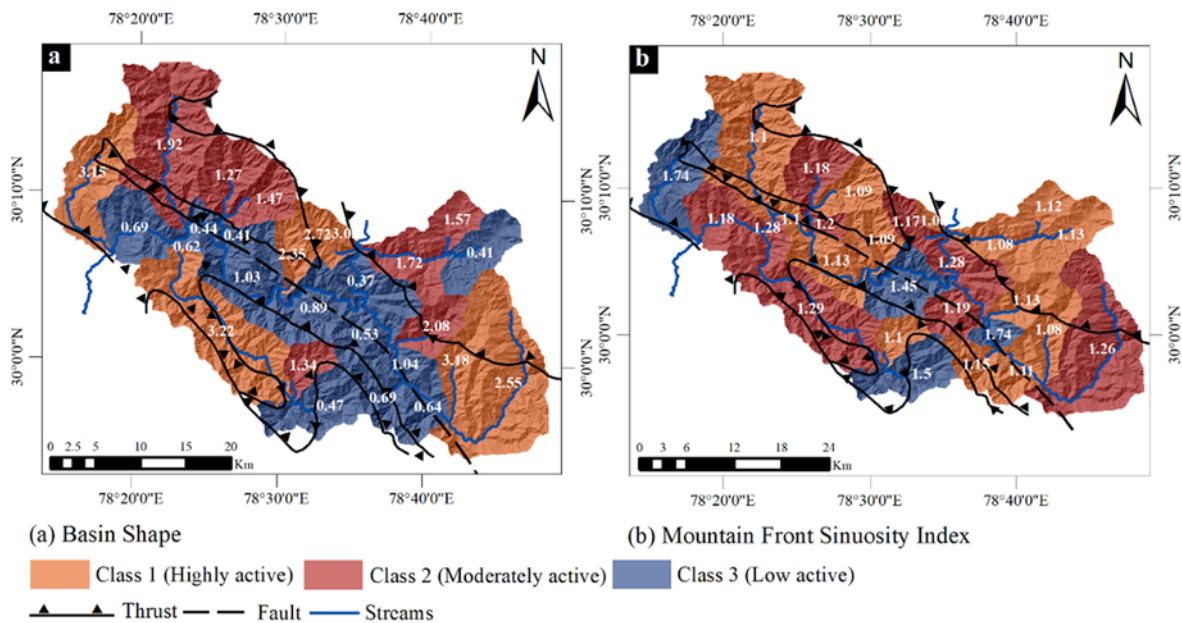 78°20'0"E 78°30'0"E 78°40'0"E
78°20'0"E 78°30'0"E 78°40'0"E
a
N
30°10'0"N
30°0'0"N
30°10'0"N
30°0'0"N
1.92
3.15
1.27
1.47
0.69
0.44
0.41
0.62
2.72
2.35
1.57
1.72
0.41
1.03
0.37
0.89
0.53
2.08
3.22
1.34
1.04
3.18
2.55
0.47
0.69
0.64
0 2.5 5 10 15 20
Km
78°20'0"E 78°30'0"E 78°40'0"E
b
N
30°10'0"N
30°0'0"N
1.1
1.74
1.18
1.09
1.12
1.18
1.28
1.1
1.2
1.17
1.09
1.08
1.13
1.13
1.28
1.45
1.29
1.19
1.13
1.74
1.08
1.1
1.15
1.11
1.26
1.5
0 3 6 12 18 24
Km
78°20'0"E 78°30'0"E 78°40'0"E
(a) Basin Shape
(b) Mountain Front Sinuosity Index
Class 1 (Highly active) Class 2 (Moderately active) Class 3 (Low active)
Thrust Fault Streams